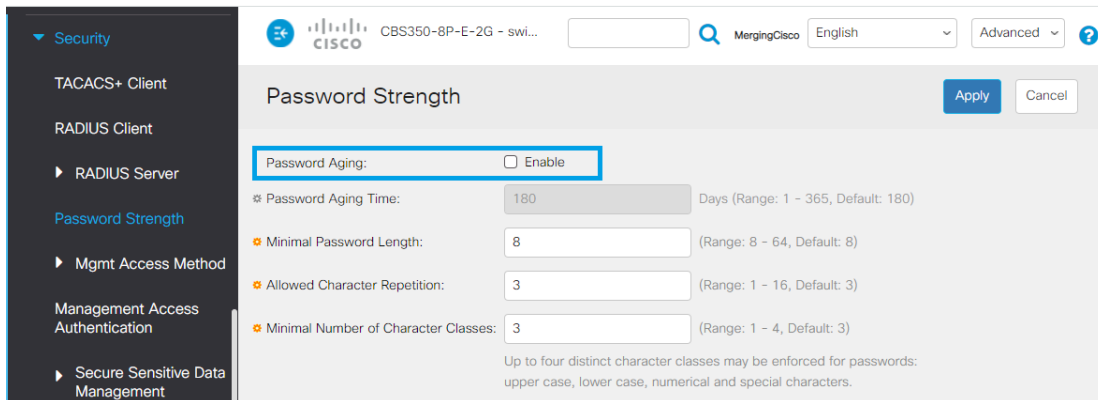 Security
TACACS+ Client
RADIUS Client
RADIUS Server
Password Strength
Mgmt Access Method
Management Access
Authentication
Secure Sensitive Data
Management
CISCO
CBS350-8P-E-2G - swi...
MergingCisco
English
Advanced
?
Password Strength
Apply
Cancel
Password Aging:
Enable
Password Aging Time:
180
Days (Range: 1 - 365, Default: 180)
Minimal Password Length:
8
(Range: 8 - 64, Default: 8)
Allowed Character Repetition:
3
(Range: 1 - 16, Default: 3)
Minimal Number of Character Classes:
3
(Range: 1 - 4, Default: 3)
Up to four distinct character classes may be enforced for passwords:
upper case, lower case, numerical and special characters.